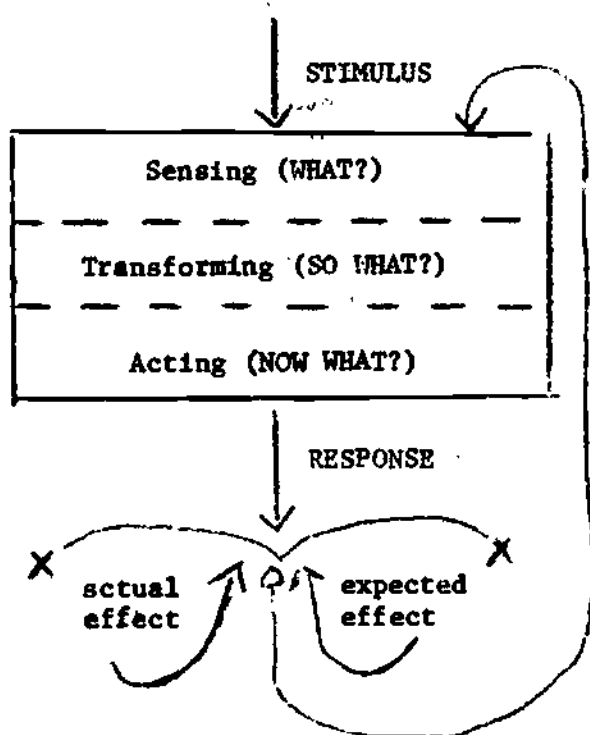 STIMULUS
Sensing (WHAT?)
Transforming (SO WHAT?)
Acting (NOW WHAT?)
RESPONSE
X
X
sctual
effect
expected
effect